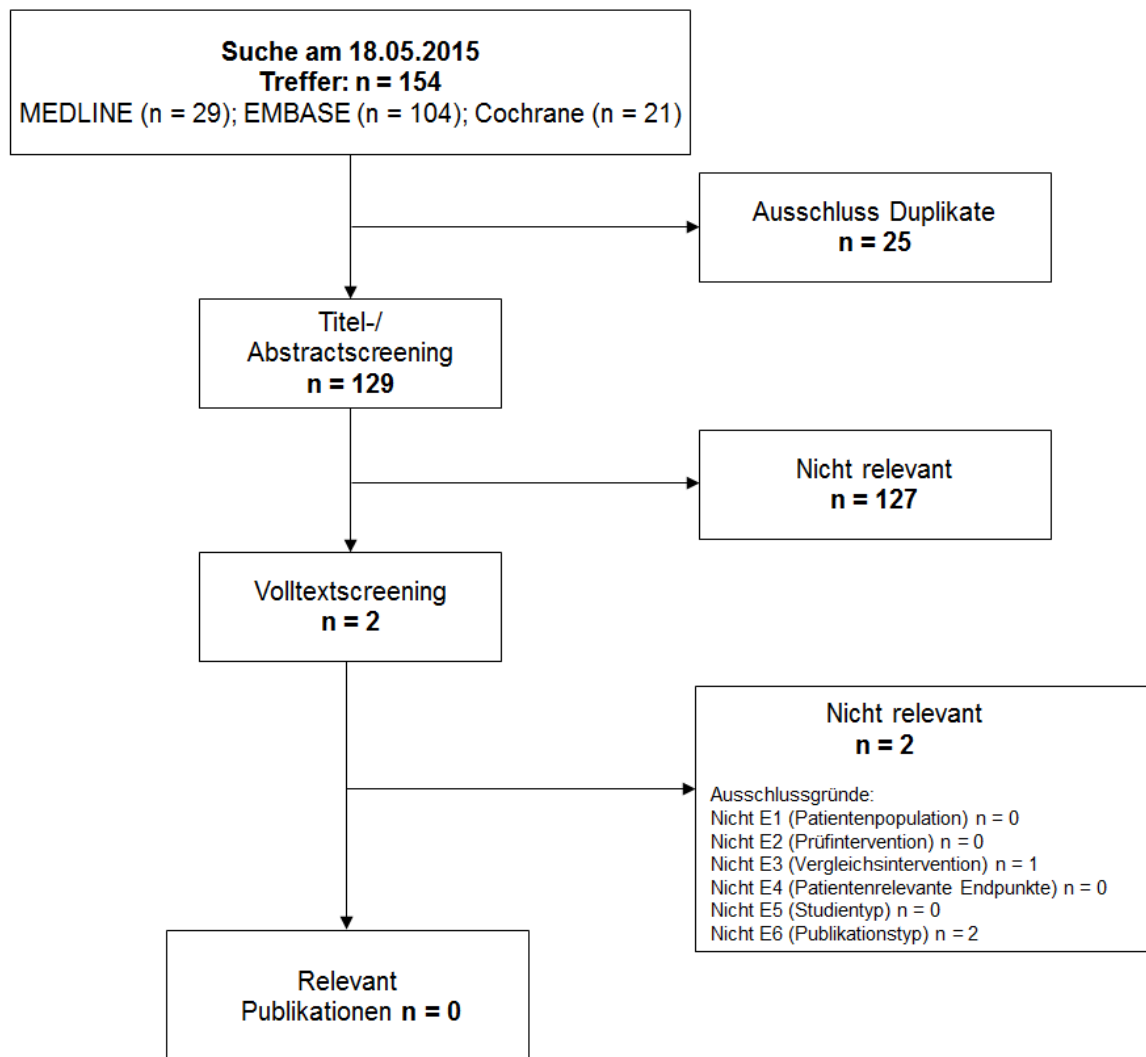 Suche am 18.05.2015
Treffer: n = 154
MEDLINE (n = 29); EMBASE (n = 104); Cochrane (n = 21)
Ausschluss Duplikate
n = 25
Titel-/
Abstractscreening
n = 129
Nicht relevant
n = 127
Volltextscreening
n = 2
Nicht relevant
n = 2
Ausschlussgründe:
Nicht E1 (Patientenpopulation) n = 0
Nicht E2 (Prüfintervention) n = 0
Nicht E3 (Vergleichsintervention) n = 1
Nicht E4 (Patientenrelevante Endpunkte) n = 0
Nicht E5 (Studientyp) n = 0
Nicht E6 (Publikationstyp) n = 2
Relevant
Publikationen n = 0